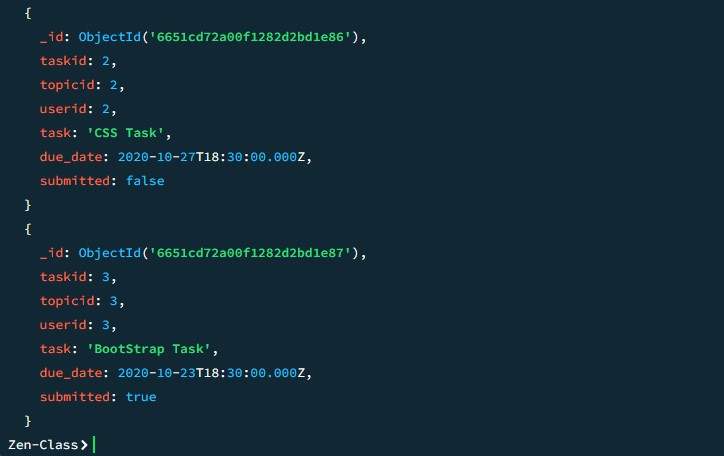 {
_id: ObjectId('6651cd72a00f1282d2bd1e86'),
taskid: 2,
topicid: 2,
userid: 2,
task: 'CSS Task',
due_date: 2020-10-27T18:30:00.000Z,
submitted: false
}
{
_id: ObjectId('6651cd72a00f1282d2bd1e87'),
taskid: 3,
topicid: 3,
userid: 3,
task: 'BootStrap Task',
due_date: 2020-10-23T18:30:00.000Z,
submitted: true
}
Zen-Class>